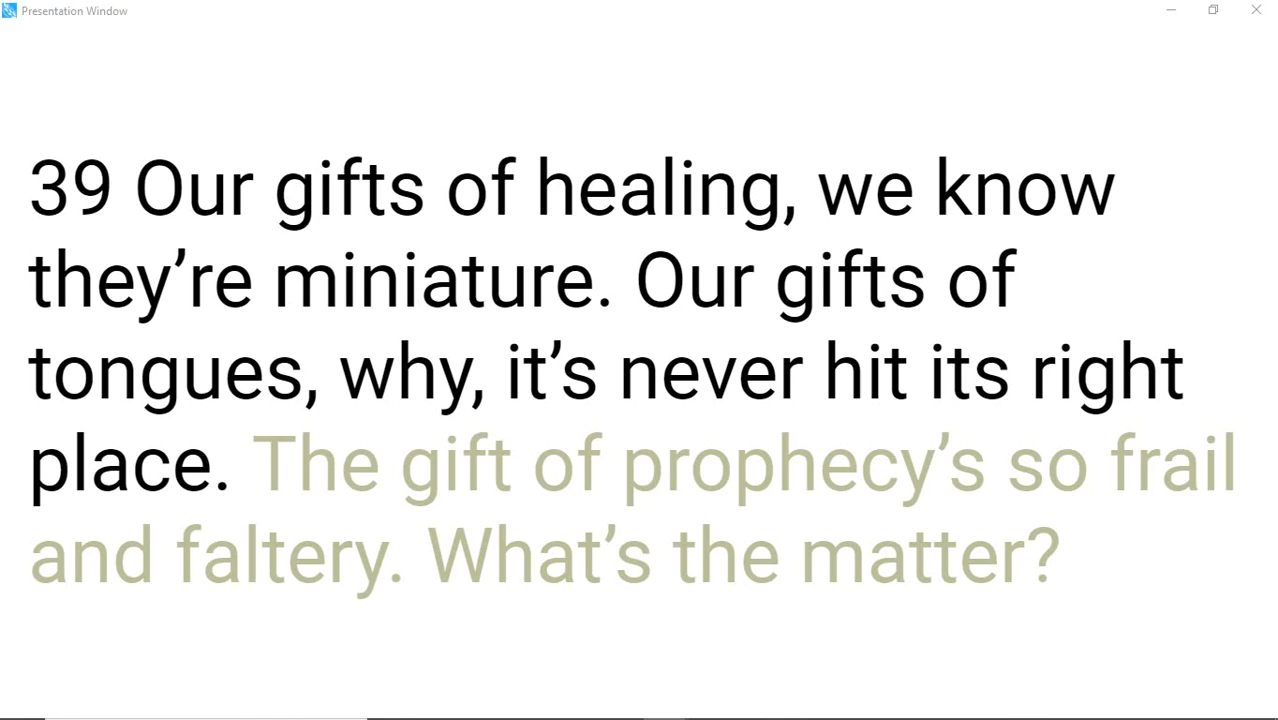 Presentation Window
39 Our gifts of healing, we know
they’re miniature. Our gifts of
tongues, why, it’s never hit its right
place. The gift of prophecy’s so frail
and faltery. What’s the matter?